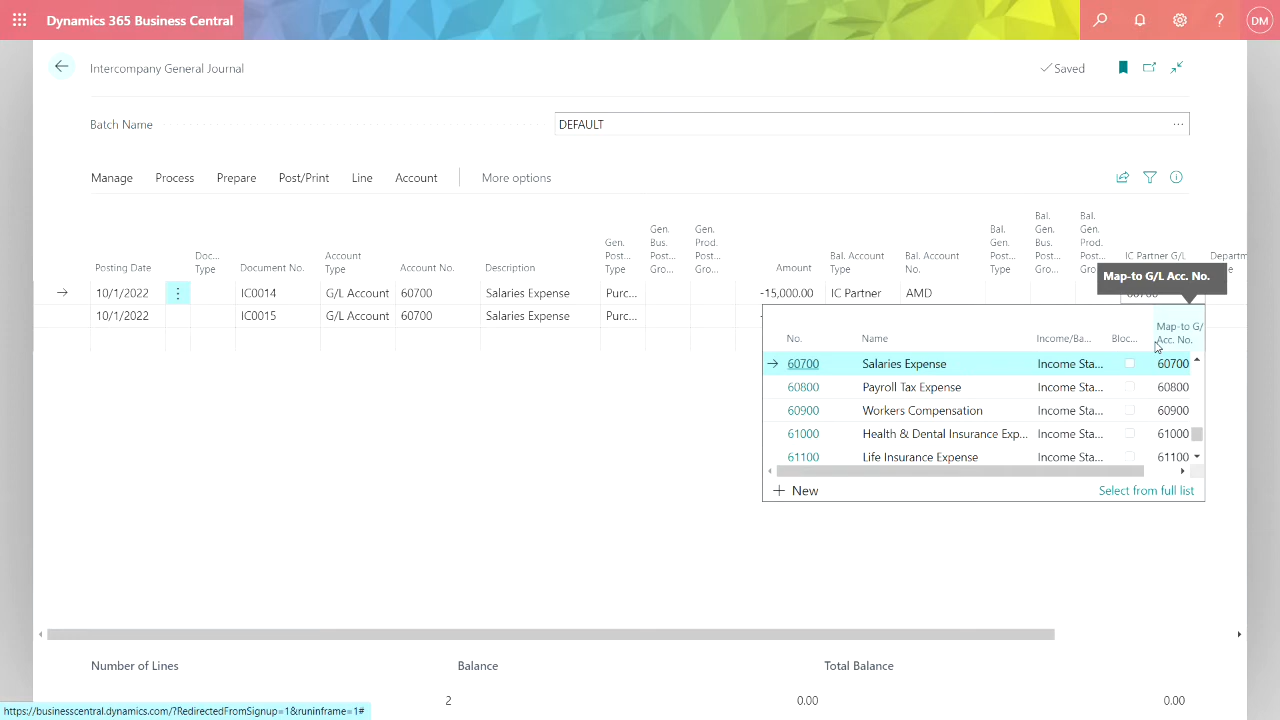 Dynamics 365 Business Central
DM
Intercompany General Journal
Saved
Batch Name
DEFAULT
Manage Process Prepare Post/Print Line Account More options
Posting Date
Doc... Type
Document No.
Account Type
Account No.
Description
Gen. Post... Type
Gen. Bus. Post... Gro...
Gen. Prod. Post... Gro...
Amount
Bal. Account Type
Bal. Account No.
Bal. Gen. Post... Type
Bal. Gen. Bus. Post... Gro...
Bal. Gen. Prod. Post...
IC Partner G/L
Map-to G/L Acc. No.
10/1/2022 IC0014 G/L Account 60700 Salaries Expense Purc... -15,000.00 IC Partner AMD
10/1/2022 IC0015 G/L Account 60700 Salaries Expense Purc...
No. Name Income/Ba... Bloc... Map-to G/ Acc. No.
60700 Salaries Expense Income Sta... 60700
60800 Payroll Tax Expense Income Sta... 60800
60900 Workers Compensation Income Sta... 60900
61000 Health & Dental Insurance Exp... Income Sta... 61000
61100 Life Insurance Expense Income Sta... 61100
New Select from full list
Number of Lines Balance Total Balance
2 0.00 0.00
https://businesscentral.dynamics.com/?RedirectedFromSignup=1&runinframe=1#